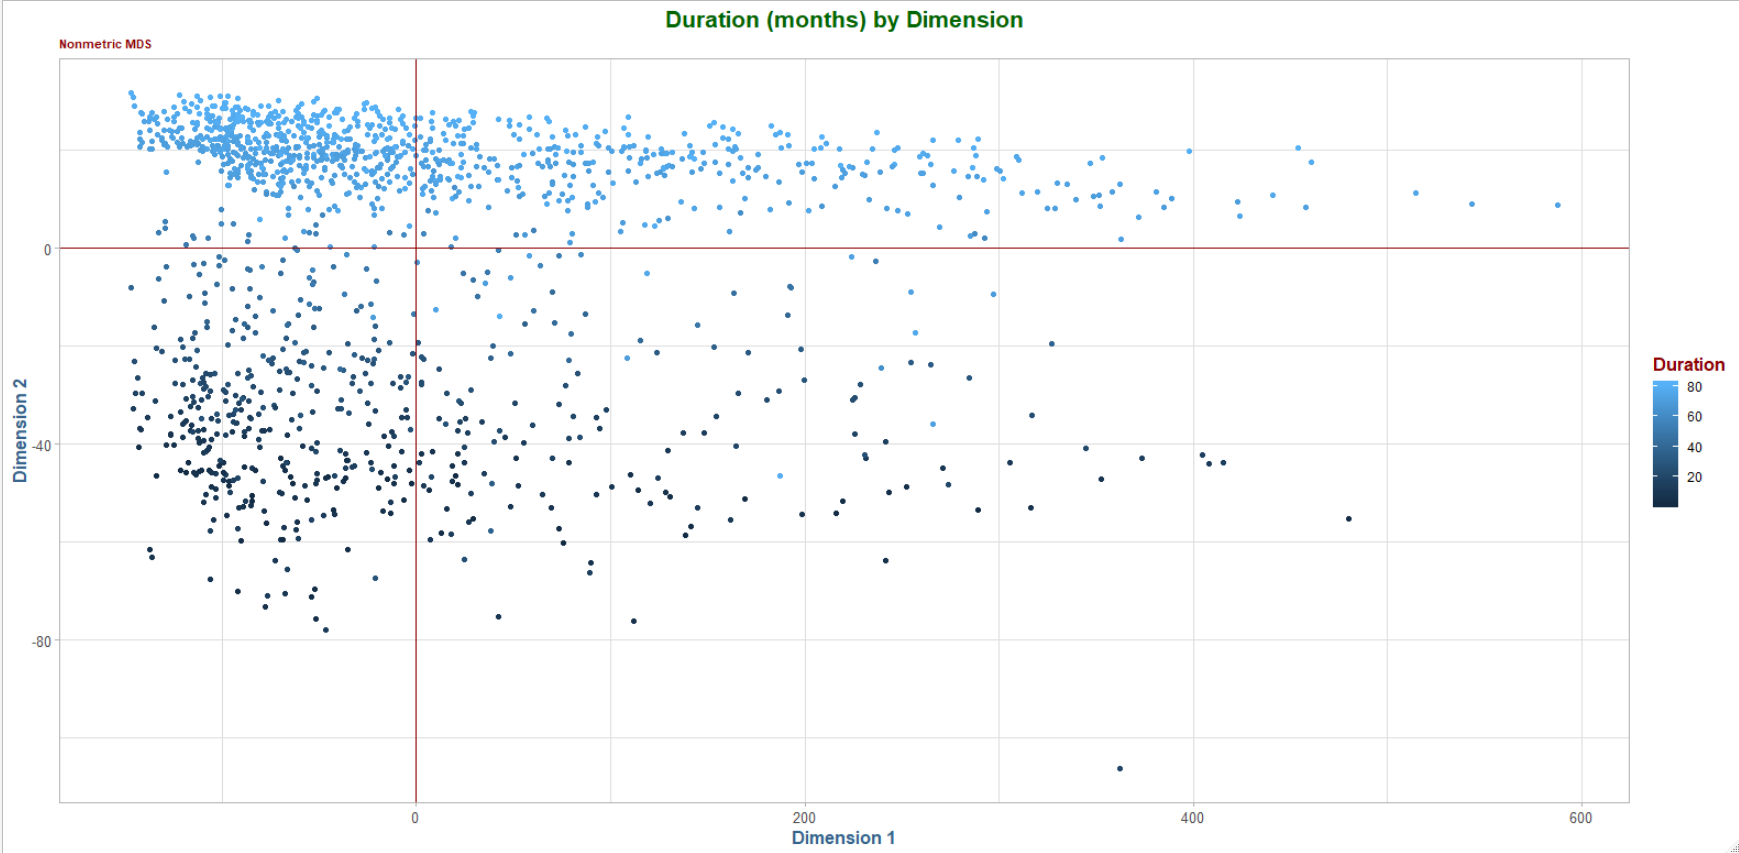 Duration (months) by Dimension
Nonmetric MDS
Dimension 2
0
-40
-80
0
200
400
600
Dimension 1
Duration
80
60
40
20